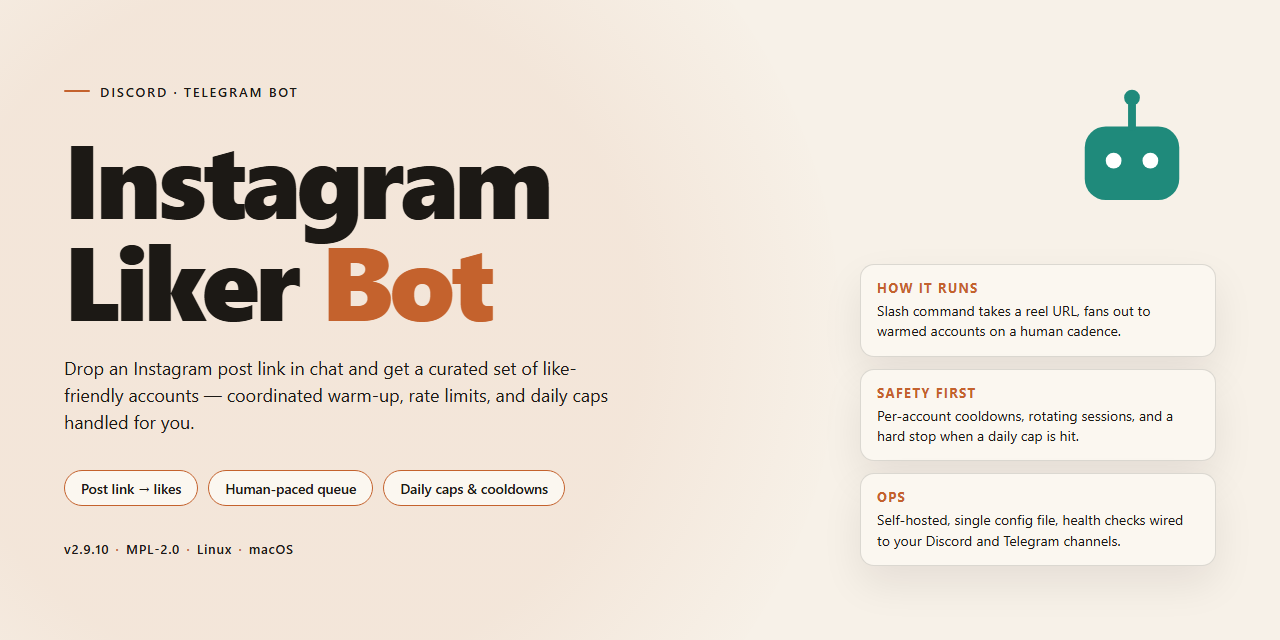 DISCORD · TELEGRAM BOT
Instagram
Liker Bot
Drop an Instagram post link in chat and get a curated set of like-
friendly accounts — coordinated warm-up, rate limits, and daily caps
handled for you.
Post link → likes
Human-paced queue
Daily caps & cooldowns
v2.9.10 · MPL-2.0 · Linux · macOS
HOW IT RUNS
Slash command takes a reel URL, fans out to
warmed accounts on a human cadence.
SAFETY FIRST
Per-account cooldowns, rotating sessions, and a
hard stop when a daily cap is hit.
OPS
Self-hosted, single config file, health checks wired
to your Discord and Telegram channels.